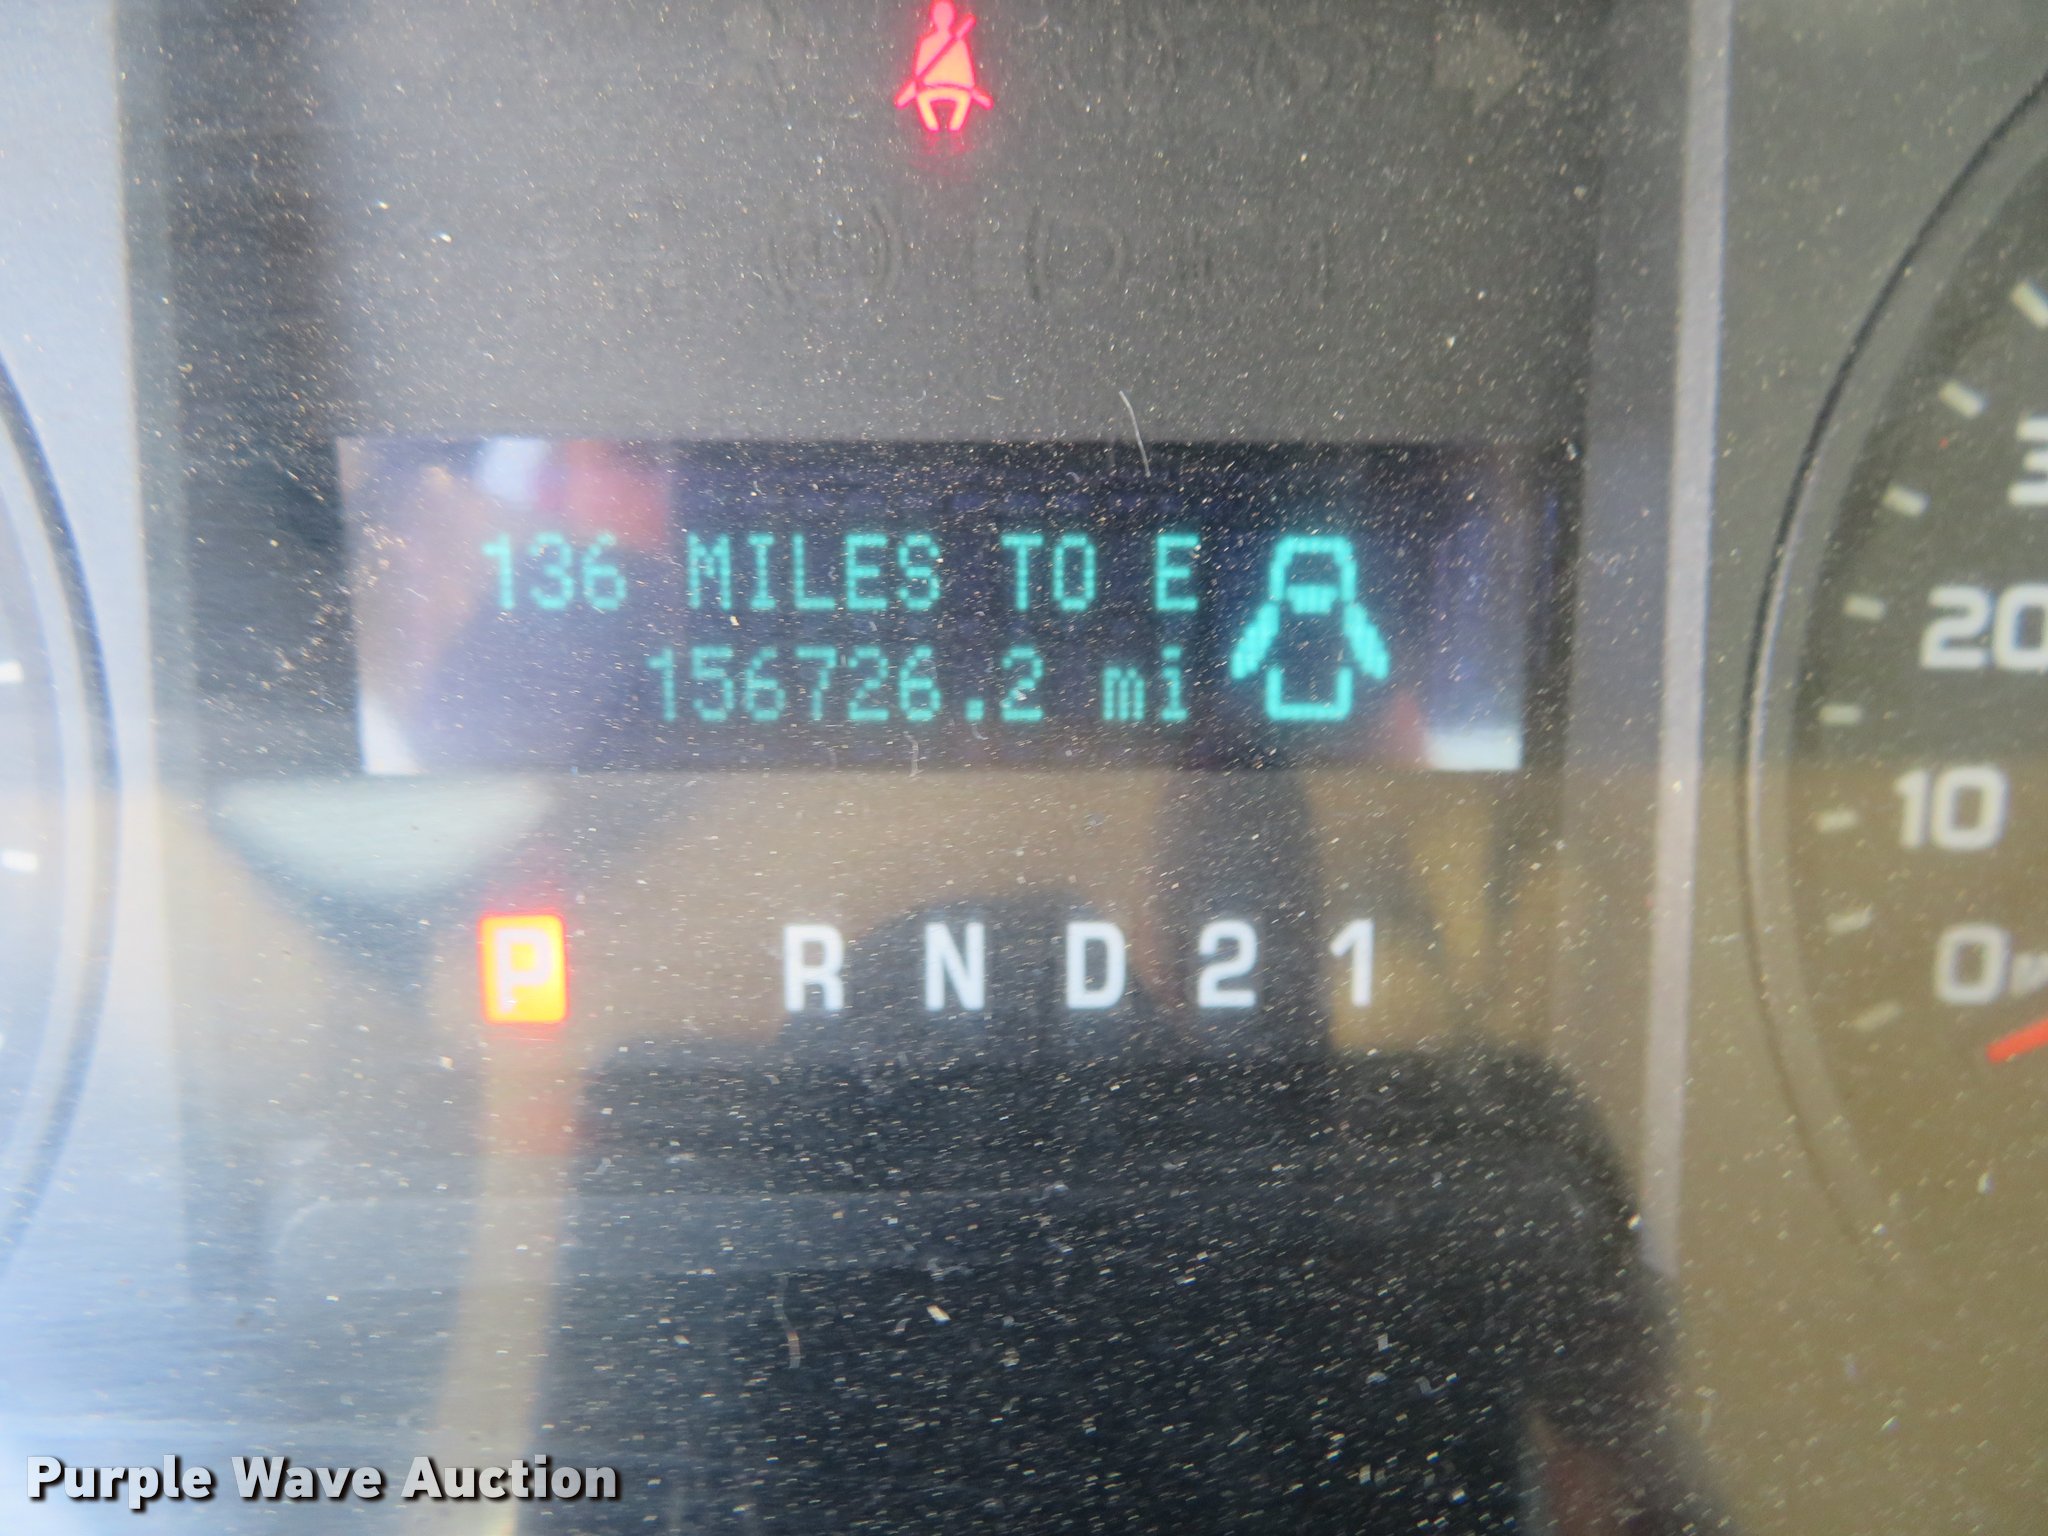 136 MILES TO E
156726.2 mi
P R N D 2 1
20
10
0
Purple Wave Auction